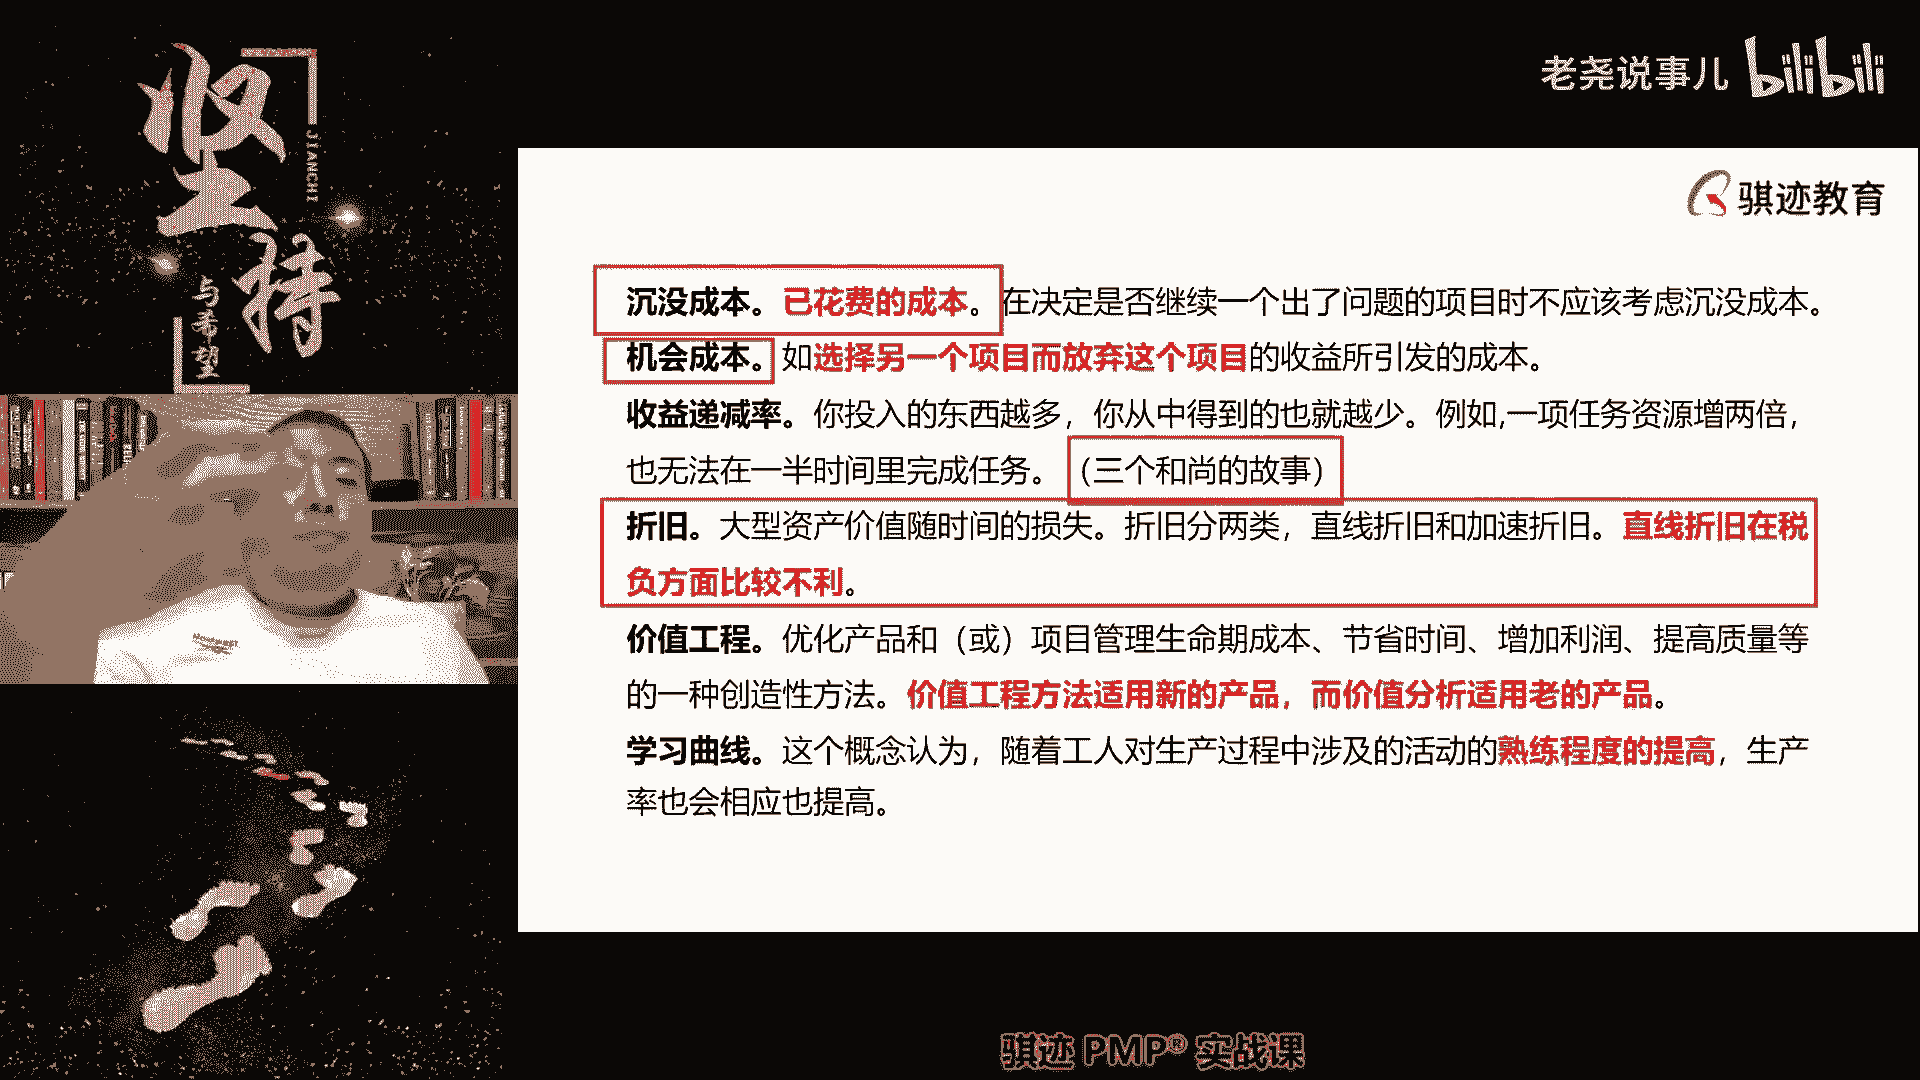 坚持
JIANCHI
与希望
老尧说事儿 bilibili
骐迹教育
沉没成本。已花费的成本。在决定是否继续一个出了问题的项目时不应该考虑沉没成本。
机会成本。如选择另一个项目而放弃这个项目的收益所引发的成本。
收益递减率。你投入的东西越多，你从中得到的也就越少。例如,一项任务资源增两倍，
也无法在一半时间里完成任务。（三个和尚的故事）
折旧。大型资产价值随时间的损失。折旧分两类，直线折旧和加速折旧。直线折旧在税
负方面比较不利。
价值工程。优化产品和（或）项目管理生命期成本、节省时间、增加利润、提高质量等
的一种创造性方法。价值工程方法适用新的产品，而价值分析适用老的产品。
学习曲线。这个概念认为，随着工人对生产过程中涉及的活动的熟练程度的提高，生产
率也会相应也提高。
骐迹 PMP® 实战课